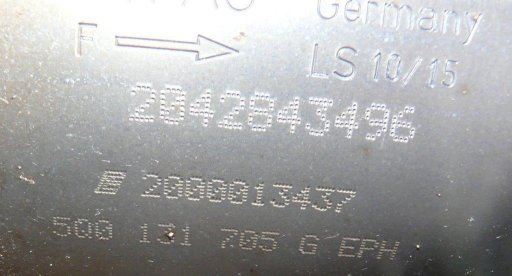 Germany
F
LS 10/15
2042843496
2000013437
5Q0 131 705 G EPH